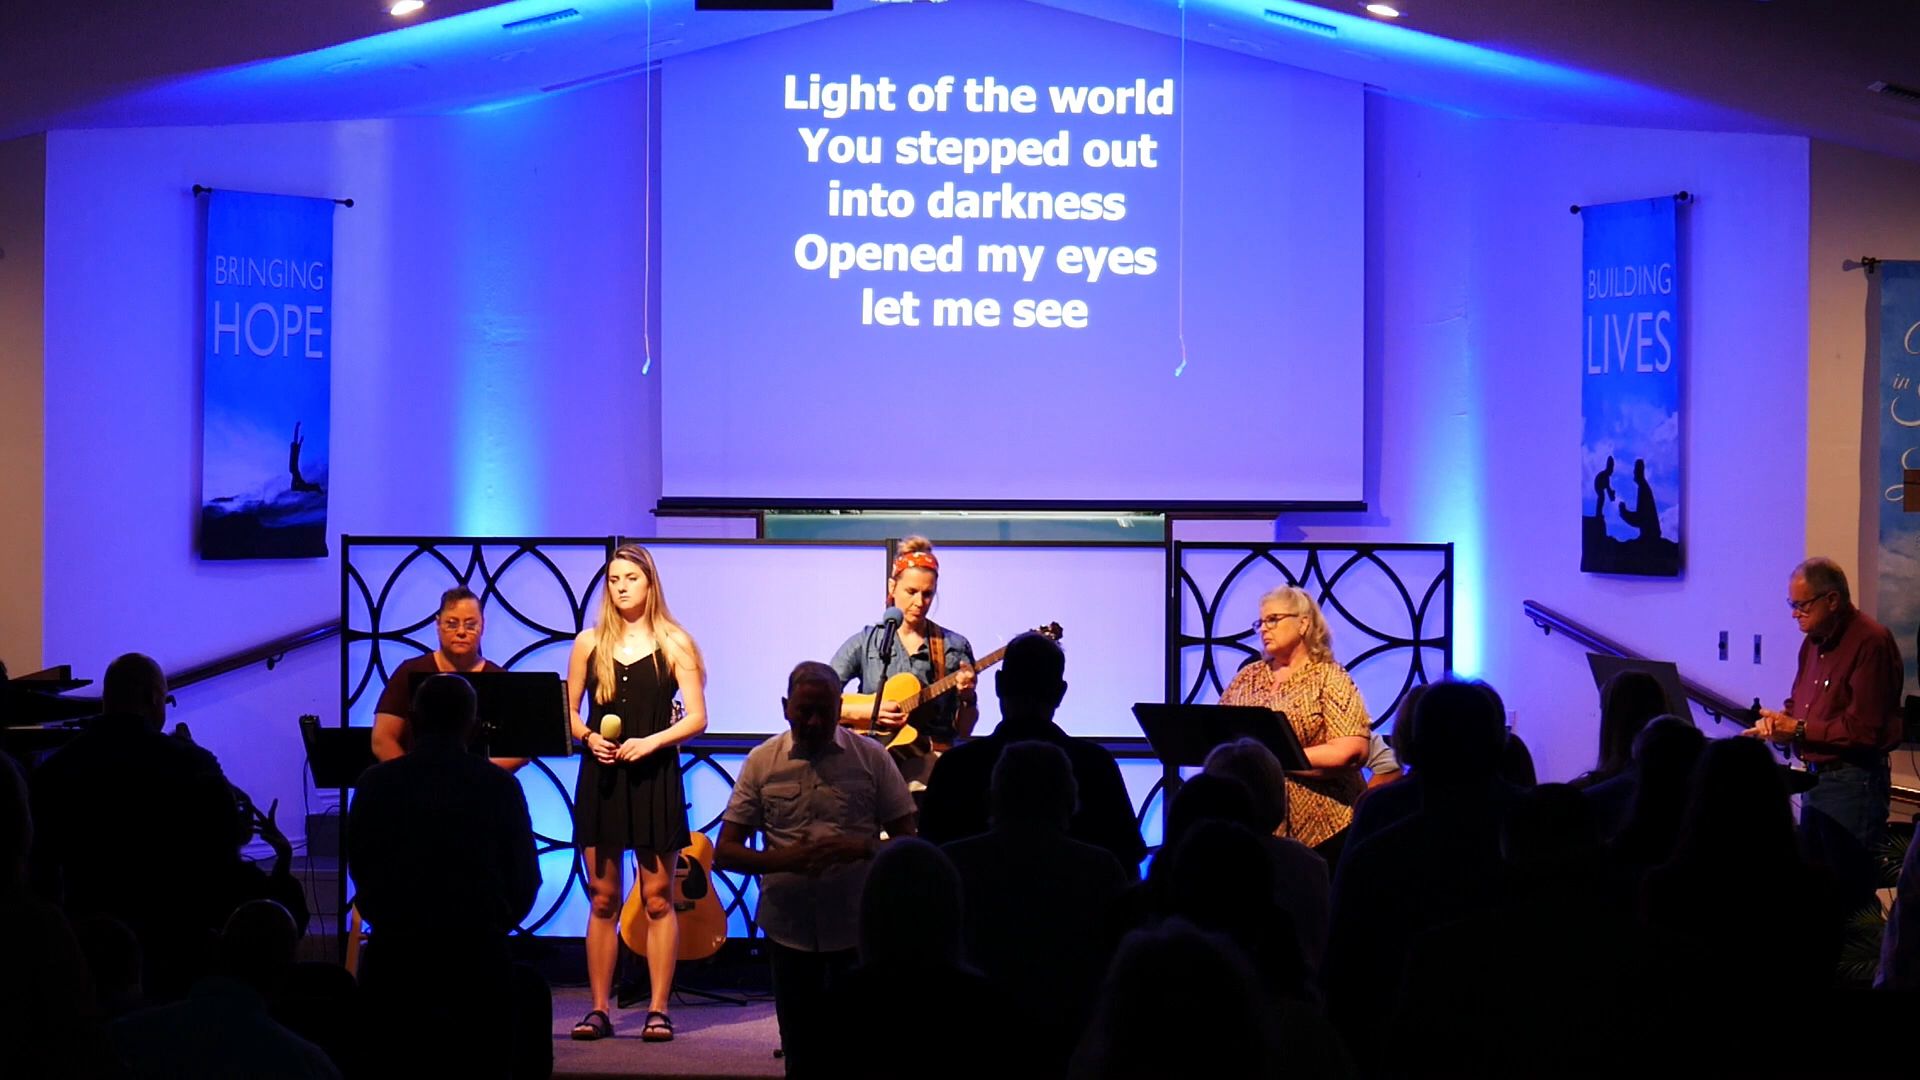 Light of the world
You stepped out
into darkness
Opened my eyes
let me see
BRINGING
HOPE
BUILDING
LIVES
in